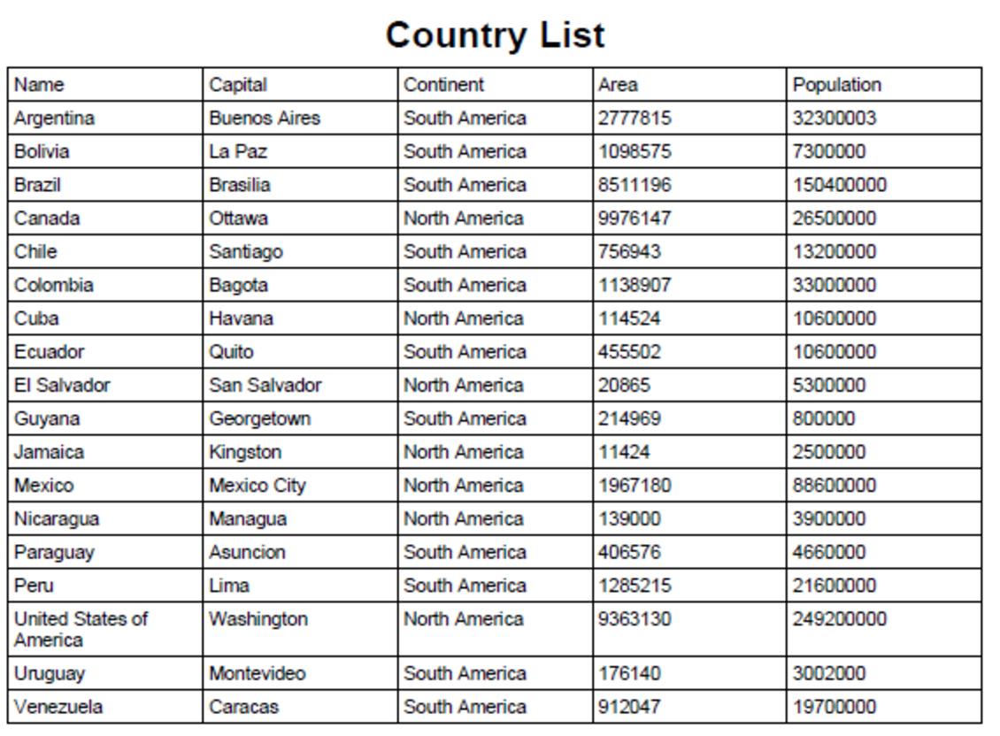 Country List
Name Capital Continent Area Population
Argentina Buenos Aires South America 2777815 32300003
Bolivia La Paz South America 1098575 7300000
Brazil Brasilia South America 8511196 150400000
Canada Ottawa North America 9976147 26500000
Chile Santiago South America 756943 13200000
Colombia Bagota South America 1138907 33000000
Cuba Havana North America 114524 10600000
Ecuador Quito South America 455502 10600000
El Salvador San Salvador North America 20865 5300000
Guyana Georgetown South America 214969 800000
Jamaica Kingston North America 11424 2500000
Mexico Mexico City North America 1967180 88600000
Nicaragua Managua North America 139000 3900000
Paraguay Asuncion South America 406576 4660000
Peru Lima South America 1285215 21600000
United States of Washington North America 9363130 249200000
America
Uruguay Montevideo South America 176140 3002000
Venezuela Caracas South America 912047 19700000